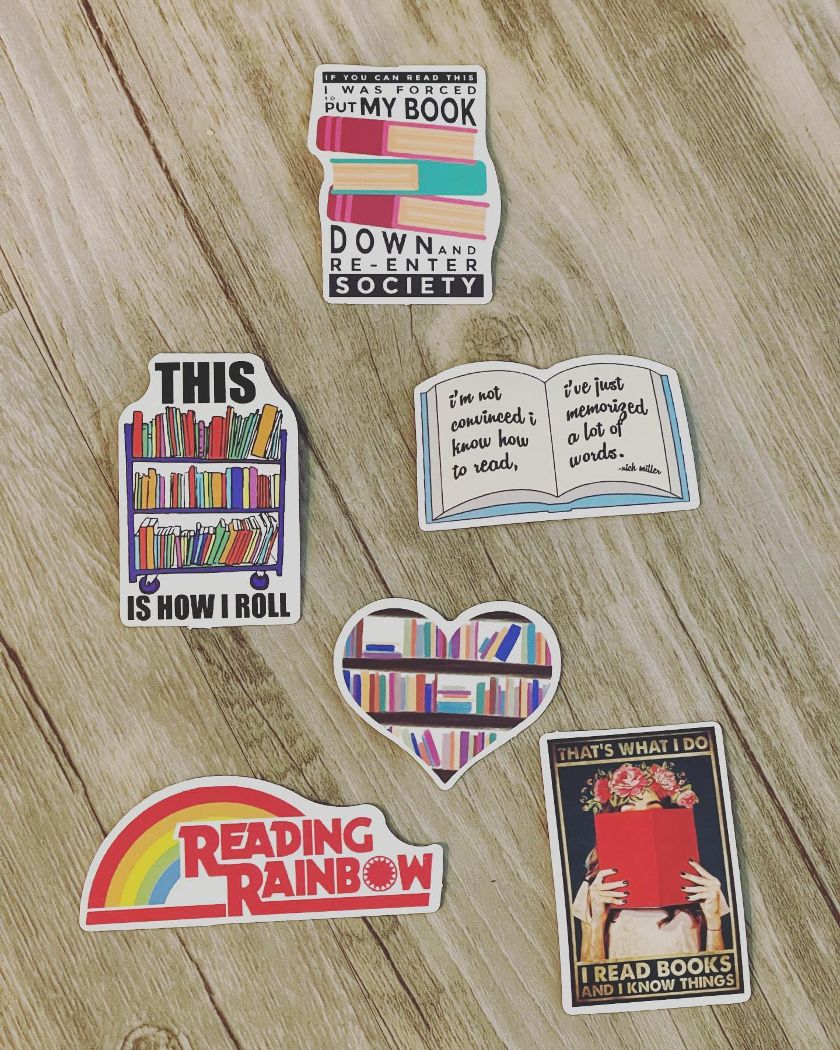 IF YOU CAN READ THIS
I WAS FORCED
TO PUT MY BOOK
DOWN AND
RE-ENTER
SOCIETY
THIS
IS HOW I ROLL
i'm not
convinced i
know how
to read,
i've just
memorized
a lot of
words.
-nick miller
READING
RAINBOW
THAT'S WHAT I DO
I READ BOOKS
AND I KNOW THINGS